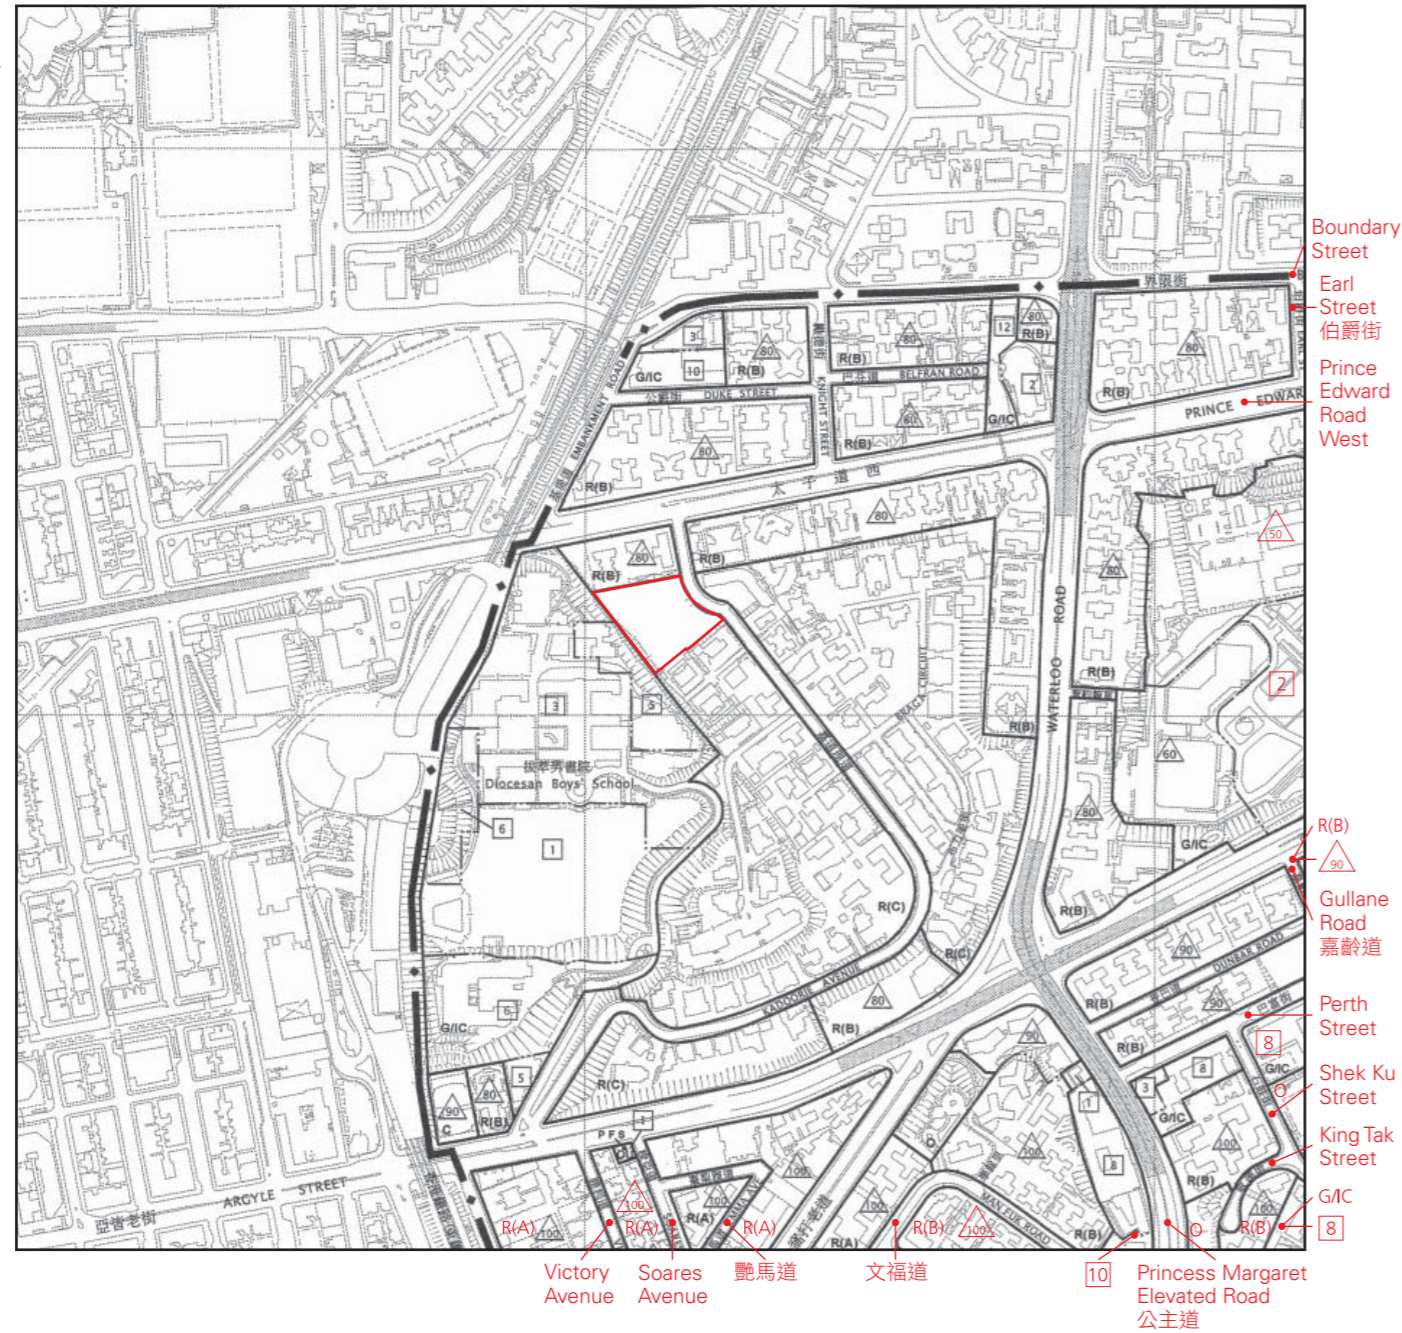 Boundary
Street
界限街
Earl
Street
伯爵街
80
R(B)
3
12
80
80
80
R(B)
2
G/IC
10
R(B)
BELFRAN ROAD
公爵街
DUKE STREET
KNIGHT STREET
EMBANKMENT ROAD
R(B)
Prince
Edward
Road
West
PRINCE EDWAR
80
80
R(B)
G/IC
R(B)
太子道西
80
150
80
R(B)
R(B)
80
2
R(B)
R(B)
WATERLOO ROAD
BRAGA CIRCUIT
3
5
拔萃男書院
Diocesan Boys' School
60
80
6
1
G/IC
R(B)
90
R(C)
R(B)
Gullane
Road
嘉齡道
R(C)
90
DUNBAR ROAD
KADOORIE AVENUE
80
R(B)
R(B)
90
Perth
Street
6
G/IC
90
R(B)
8
8
G/IC
5
80
R(B)
90
C
R(C)
1
3
G/IC
O
Shek Ku
Street
PFS
1
O
100
100
King Tak
Street
8
ARGYLE STREET
亞皆老街
R(A)
100
100
R(A)
100
R(A)
R(A)
100
R(A)
100
R(B)
100
MAN FUK ROAD
R(B)
R(B)
O
R(B)
100
G/IC
8
Victory
Avenue
Soares
Avenue
艷馬道
文福道
10
Princess Margaret
Elevated Road
公主道